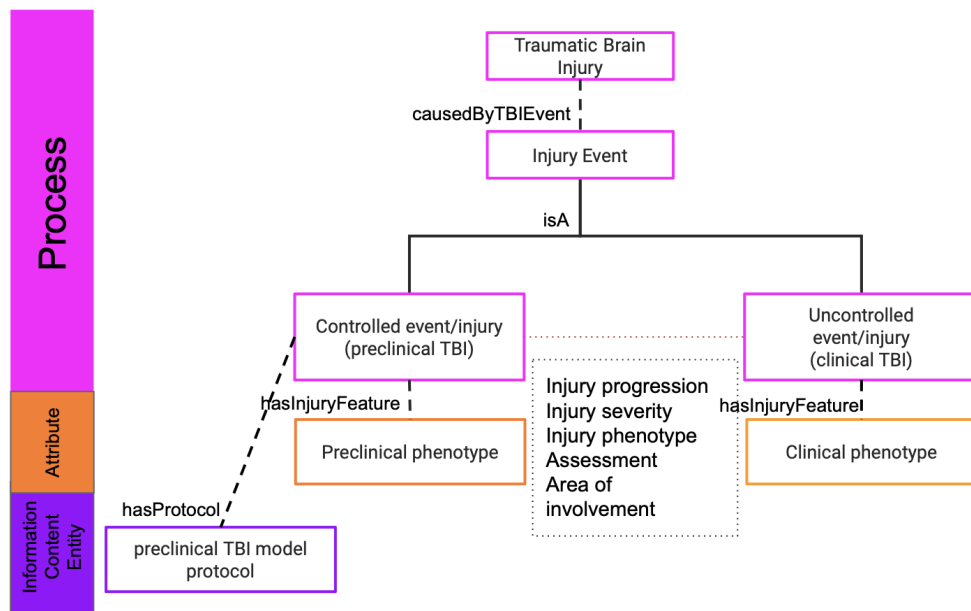 Process
Attribute
Information
Content
Entity
Traumatic Brain
Injury
causedByTBIEvent
Injury Event
isA
Controlled event/injury
(preclinical TBI)
Uncontrolled
event/injury
(clinical TBI)
hasInjuryFeature
Preclinical phenotype
Injury progression
Injury severity
Injury phenotype
Assessment
Area of
involvement
hasInjuryFeature
Clinical phenotype
hasProtocol
preclinical TBI model
protocol